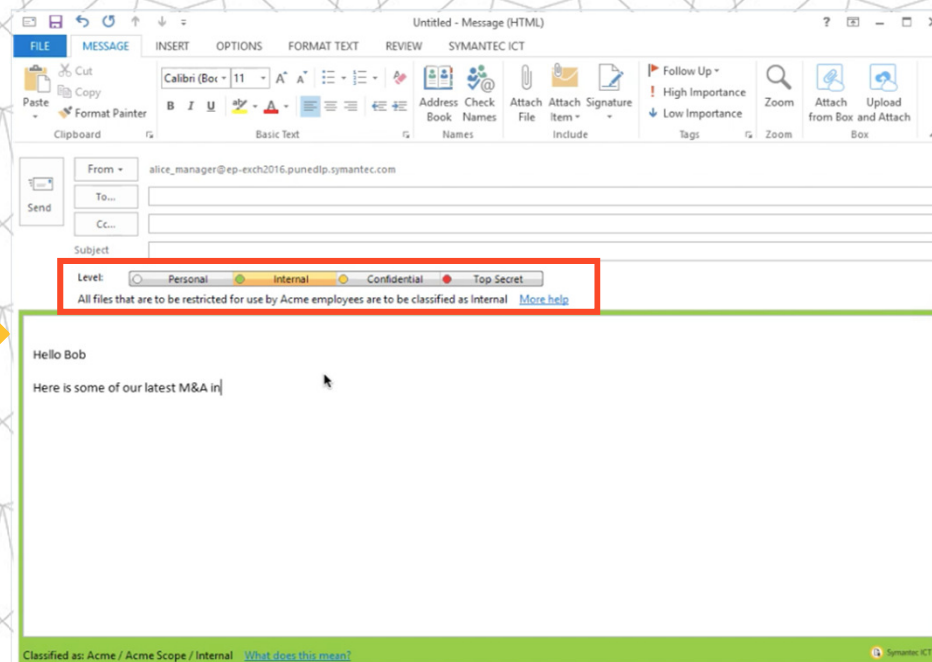 Untitled - Message (HTML)
?
FILE MESSAGE INSERT OPTIONS FORMAT TEXT REVIEW SYMANTEC ICT
Paste
Cut
Copy
Format Painter
Clipboard
Calibri (Boc 11
B I U
Basic Text
Address Book
Check Names
Names
Attach File
Attach Item
Signature
Include
Follow Up
High Importance
Low Importance
Tags
Zoom
Zoom
Attach from Box
Upload and Attach
Box
Send
From
alice_manager@ep-exch2016.punedlp.symantec.com
To...
Cc...
Subject
Level: Personal Internal Confidential Top Secret
All files that are to be restricted for use by Acme employees are to be classified as Internal More help
Hello Bob
Here is some of our latest M&A in
Classified as: Acme / Acme Scope / Internal What does this mean?
Symantec ICT